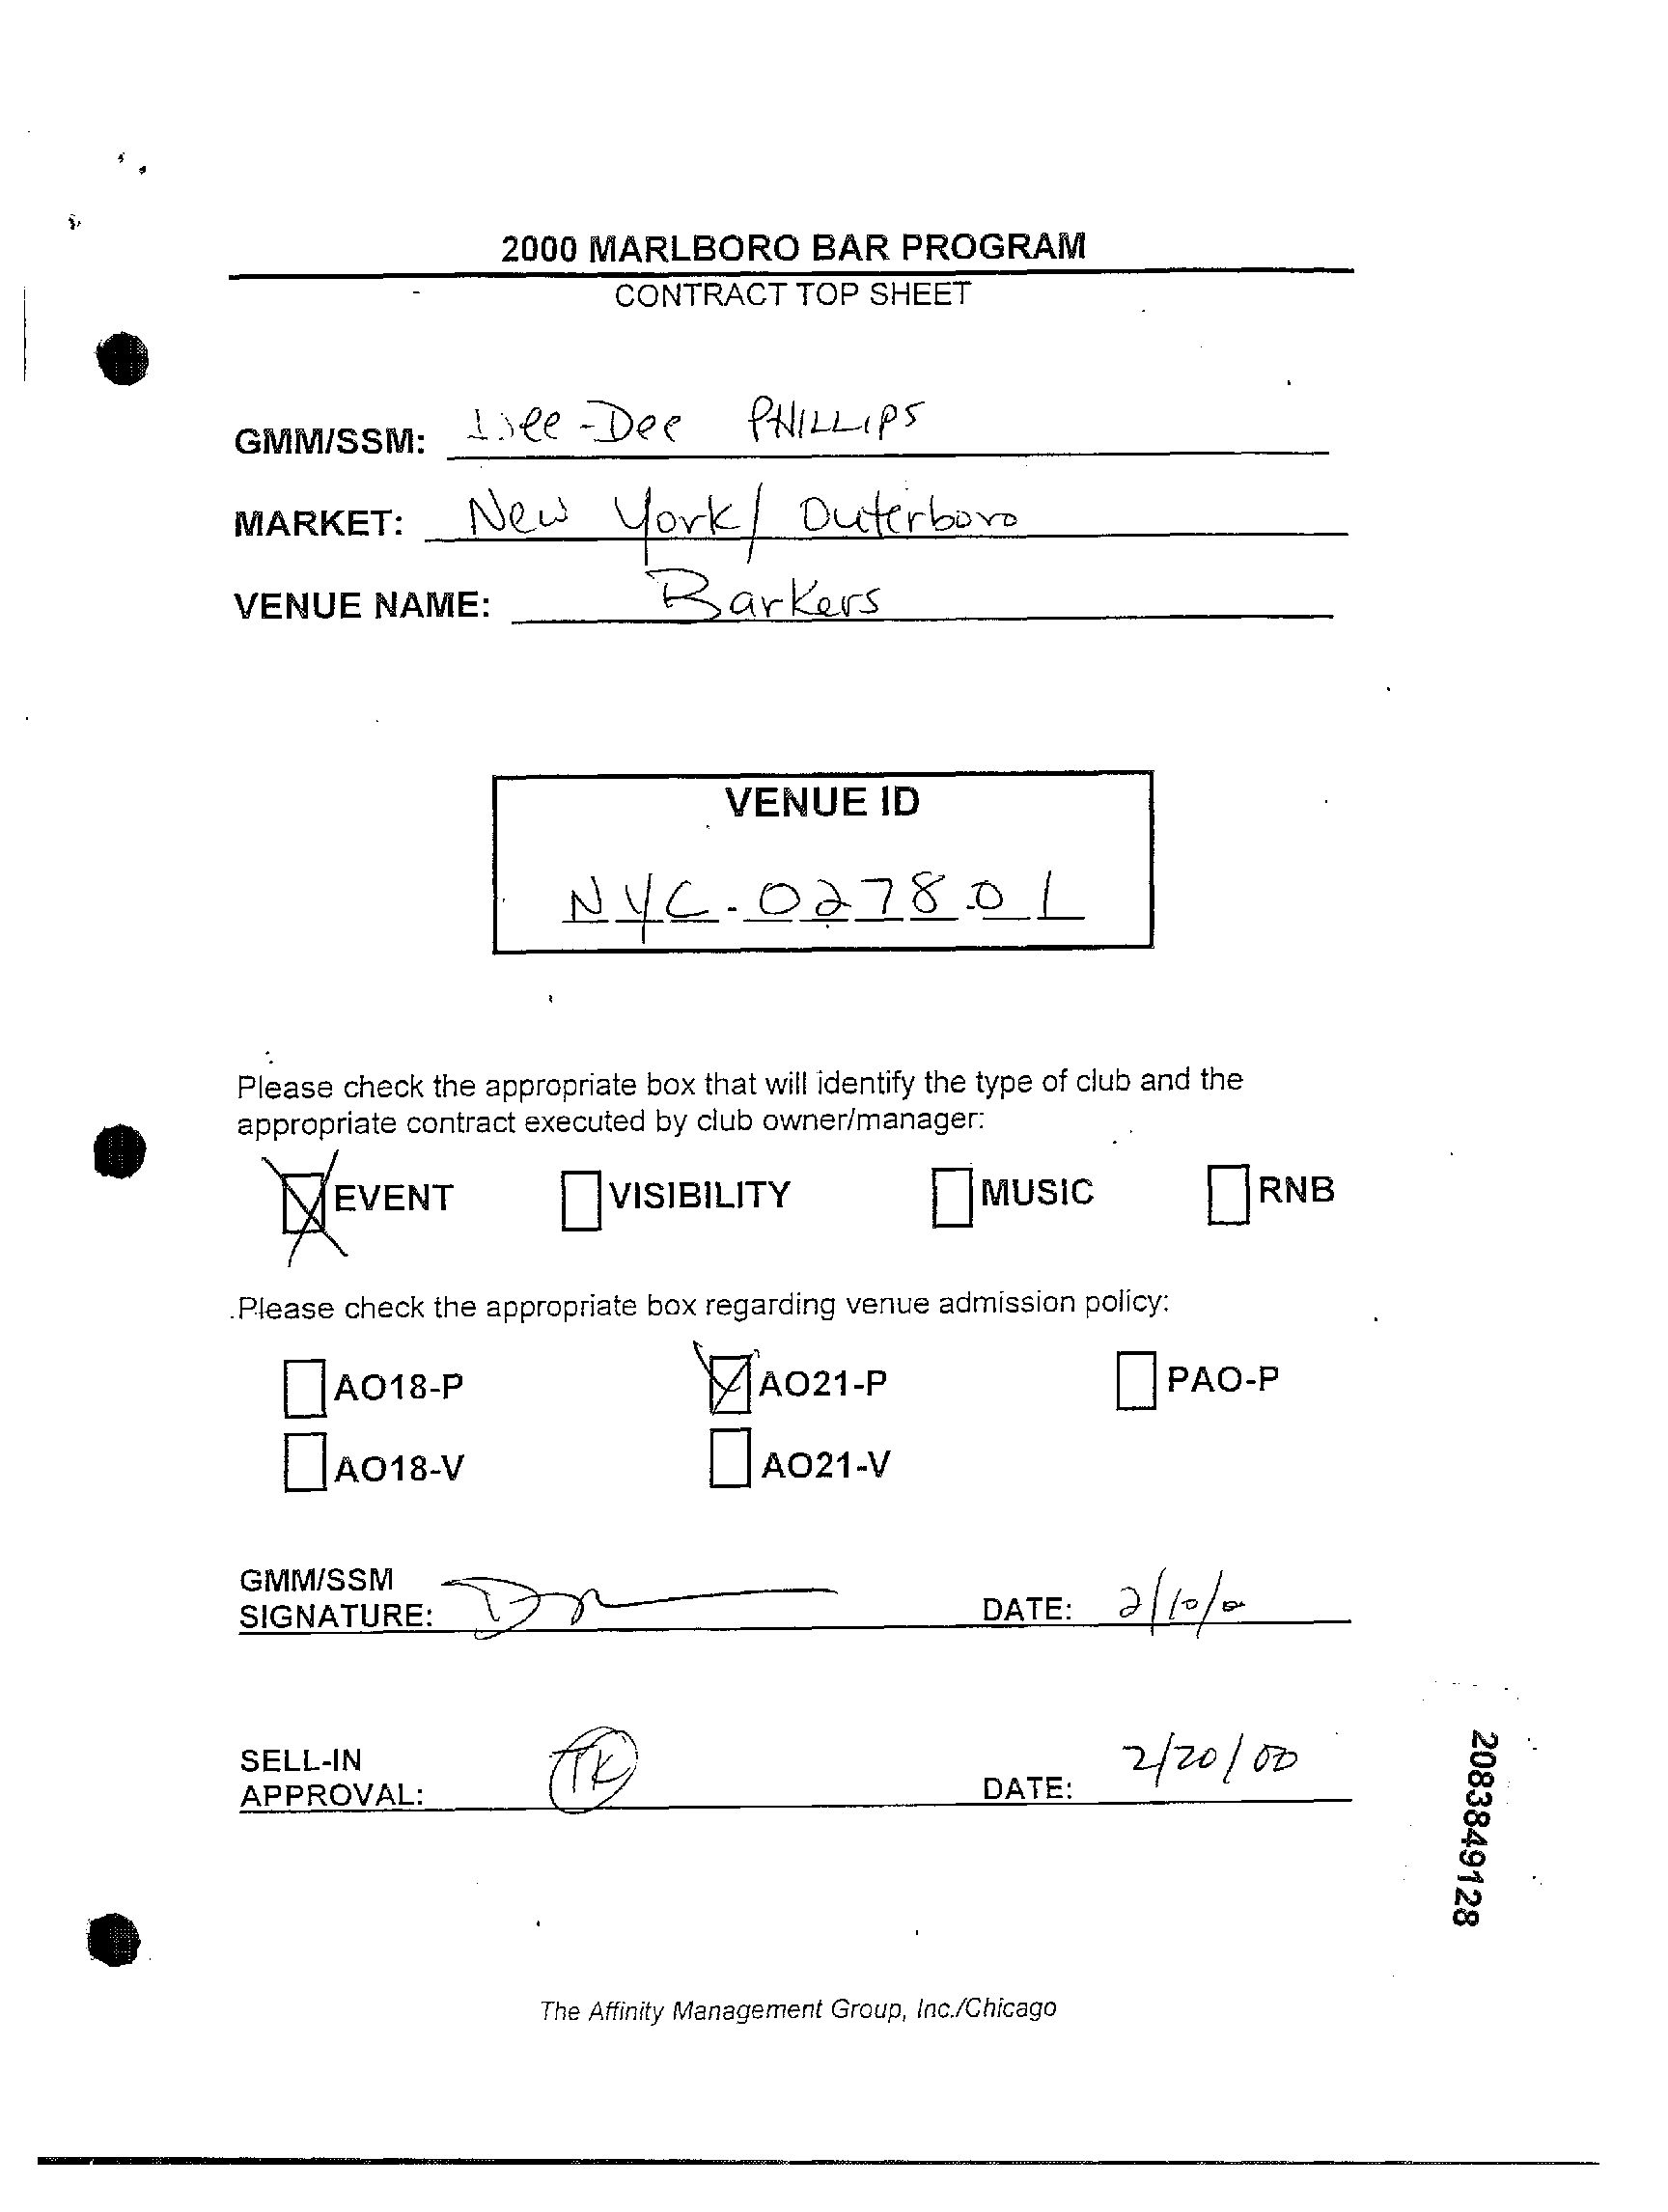 2000 MARLBORO BAR PROGRAM
CONTRACT TOP SHEET
GMM/SSM: Dee-Dee PHILLIPS
MARKET: New York/ Outerboro
VENUE NAME: Barkers
VENUE ID
NYC-027801
Please check the appropriate box that will identify the type of club and the
appropriate contract executed by club owner/manager:
EVENT VISIBILITY MUSIC RNB
Please check the appropriate box regarding venue admission policy:
AO18-P AO21-P PAO-P
AO18-V AO21-V
GMM/SSM
SIGNATURE: DATE: 2/10/
SELL-IN
APPROVAL: TK DATE: 2/20/00
2083849128
The Affinity Management Group, Inc./Chicago